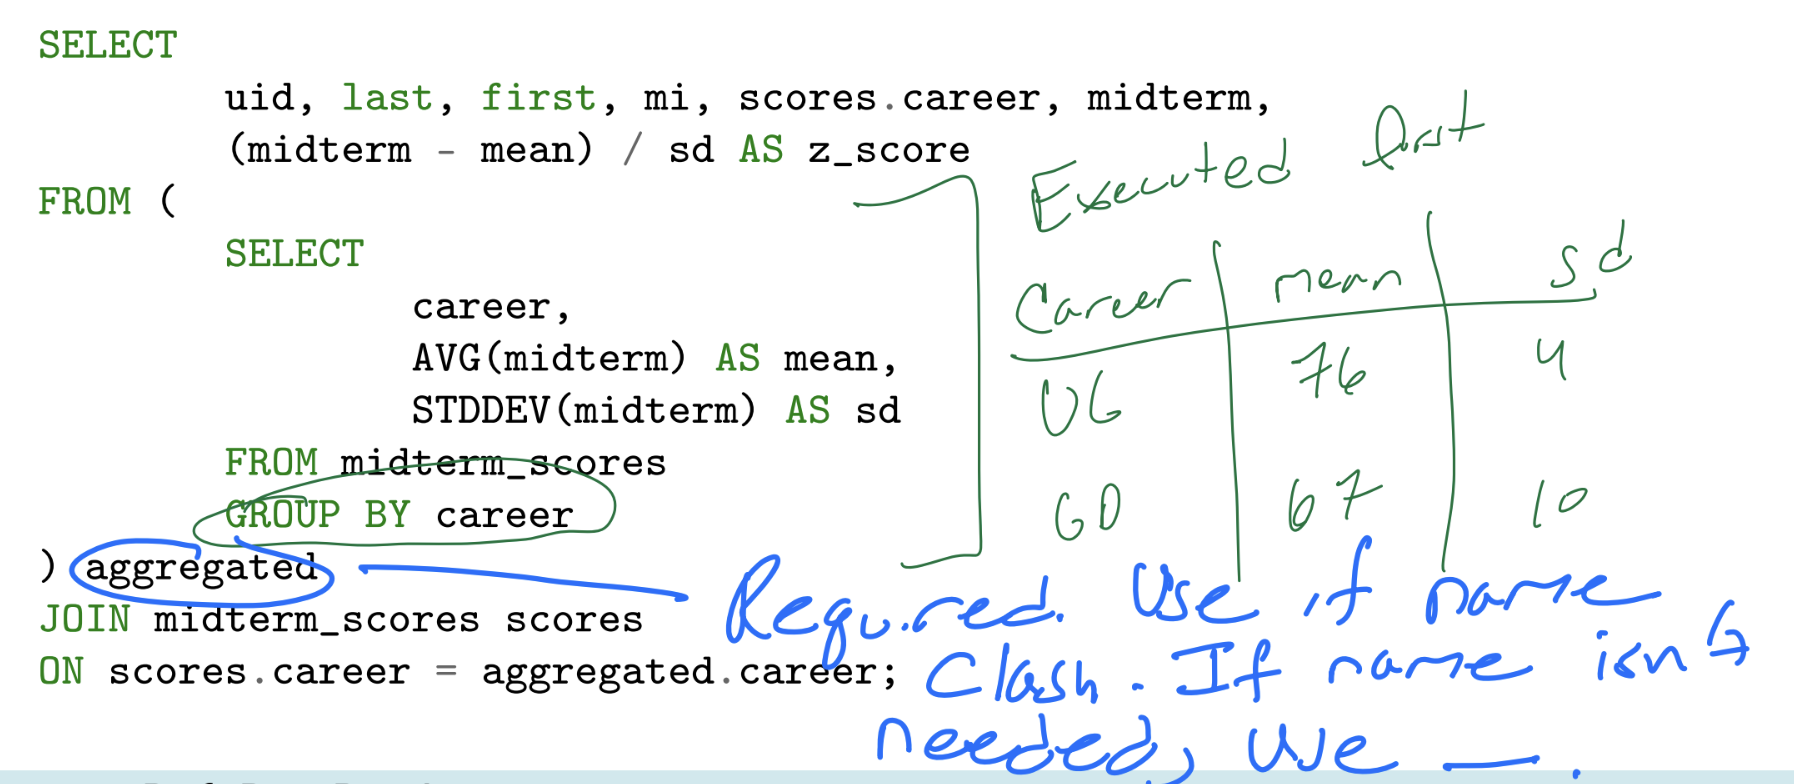 SELECT
uid, last, first, mi, scores.career, midterm,
(midterm - mean) / sd AS z_score
FROM (
SELECT
career,
AVG(midterm) AS mean,
STDDEV(midterm) AS sd
FROM midterm_scores
GROUP BY career
) aggregated
JOIN midterm_scores scores
ON scores.career = aggregated.career;
Executed first
Career mean sd
UG 76 4
GD 67 10
Required. Use if name
Clash. If name isn't
needed, use _.